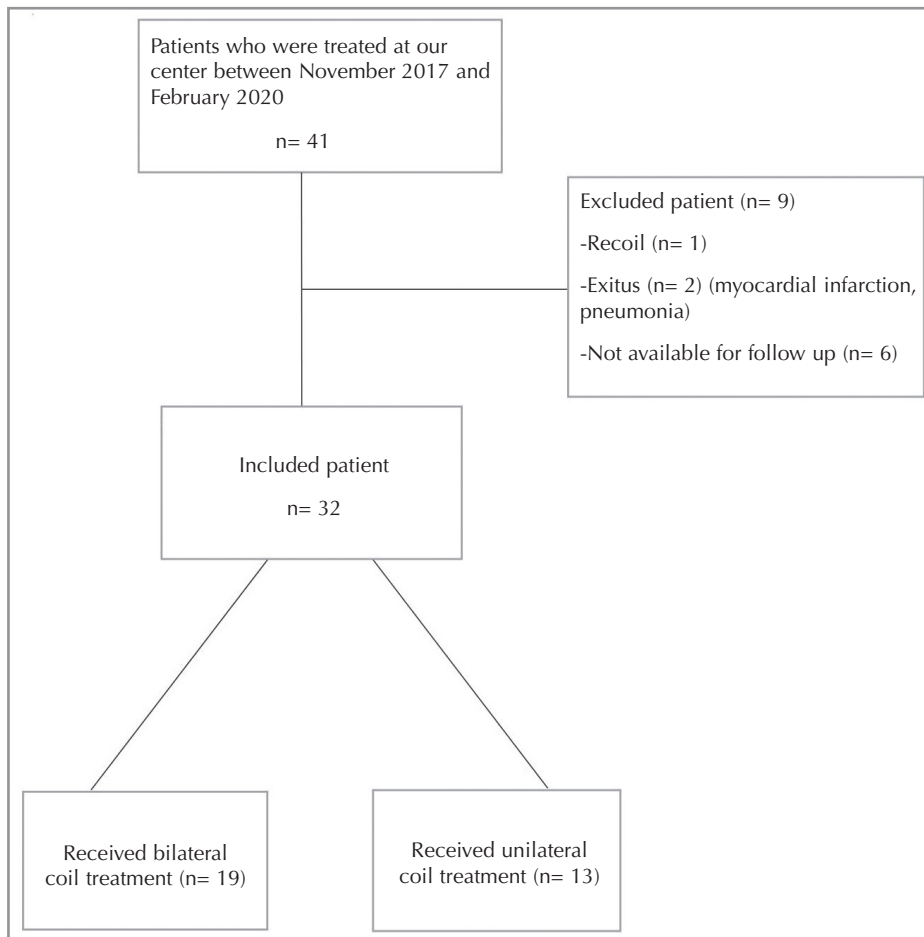 Patients who were treated at our
center between November 2017 and
February 2020
n= 41
Excluded patient (n= 9)
-Recoil (n= 1)
-Exitus (n= 2) (myocardial infarction,
pneumonia)
-Not available for follow up (n= 6)
Included patient
n= 32
Received bilateral
coil treatment (n= 19)
Received unilateral
coil treatment (n= 13)